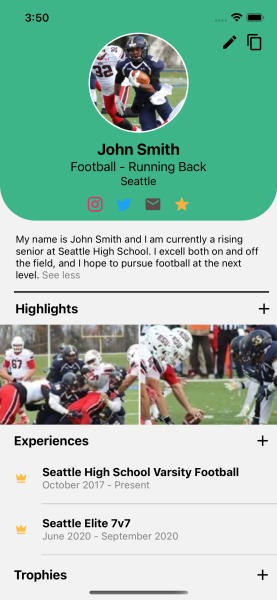 3:50
John Smith
Football - Running Back
Seattle
My name is John Smith and I am currently a rising
senior at Seattle High School. I excell both on and off
the field, and I hope to pursue football at the next
level. See less
Highlights
Experiences
Seattle High School Varsity Football
October 2017 - Present
Seattle Elite 7v7
June 2020 - September 2020
Trophies